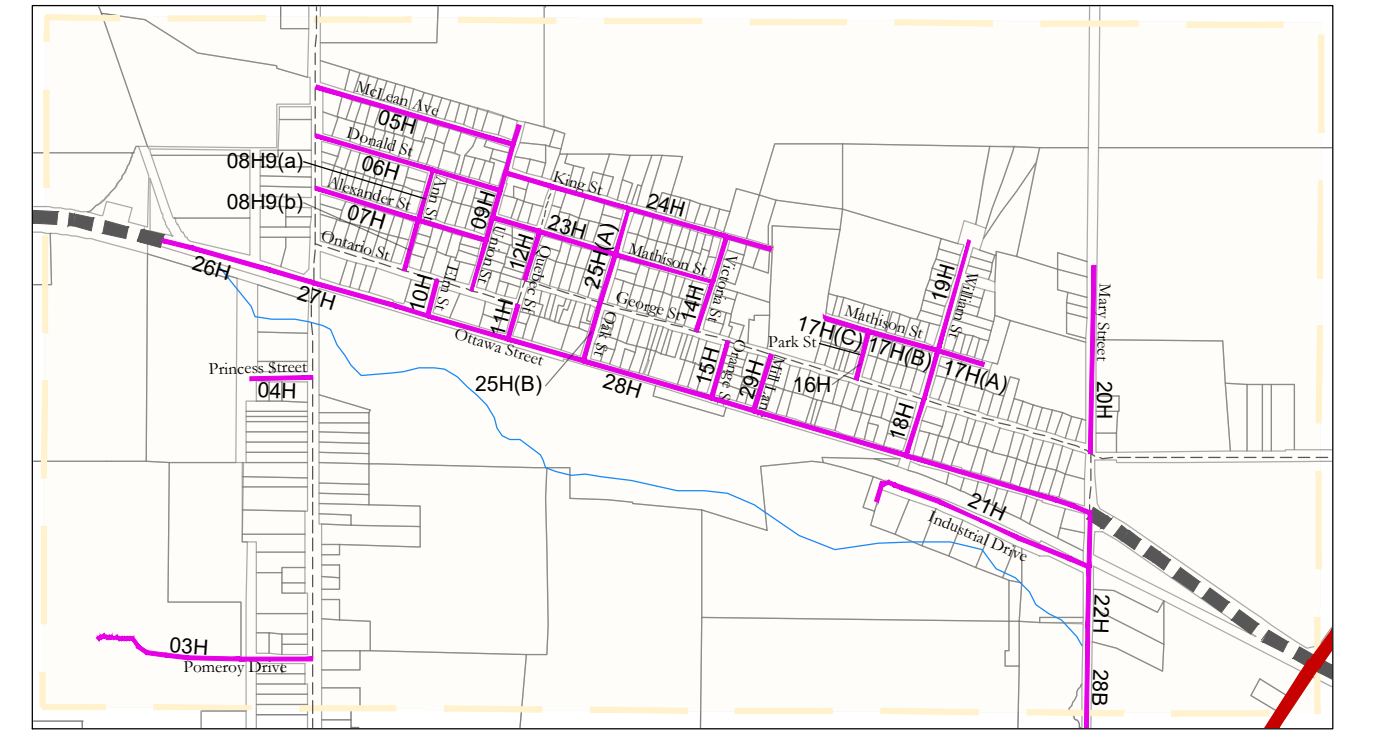 McLean Ave
05H
Donald St
06H
08H9(a)
Alexander St
Ann St
08H9(b)
07H
09H
King St
24H
23H
Ontario St
Union St
12H
Quebec St
25H(A)
Mathison St
Victoria St
19H
William St
26H
27H
10H
Elm St
11H
George St
14H
Mathison St
Mary Street
Ottawa Street
Oak St
17H(C)
Park St
17H(B)
17H(A)
Princess Street
04H
25H(B)
28H
15H
Orange S
29H
Mill Lan
16H
18H
20H
21H
Industrial Drive
22H
03H
Pomeroy Drive
28B